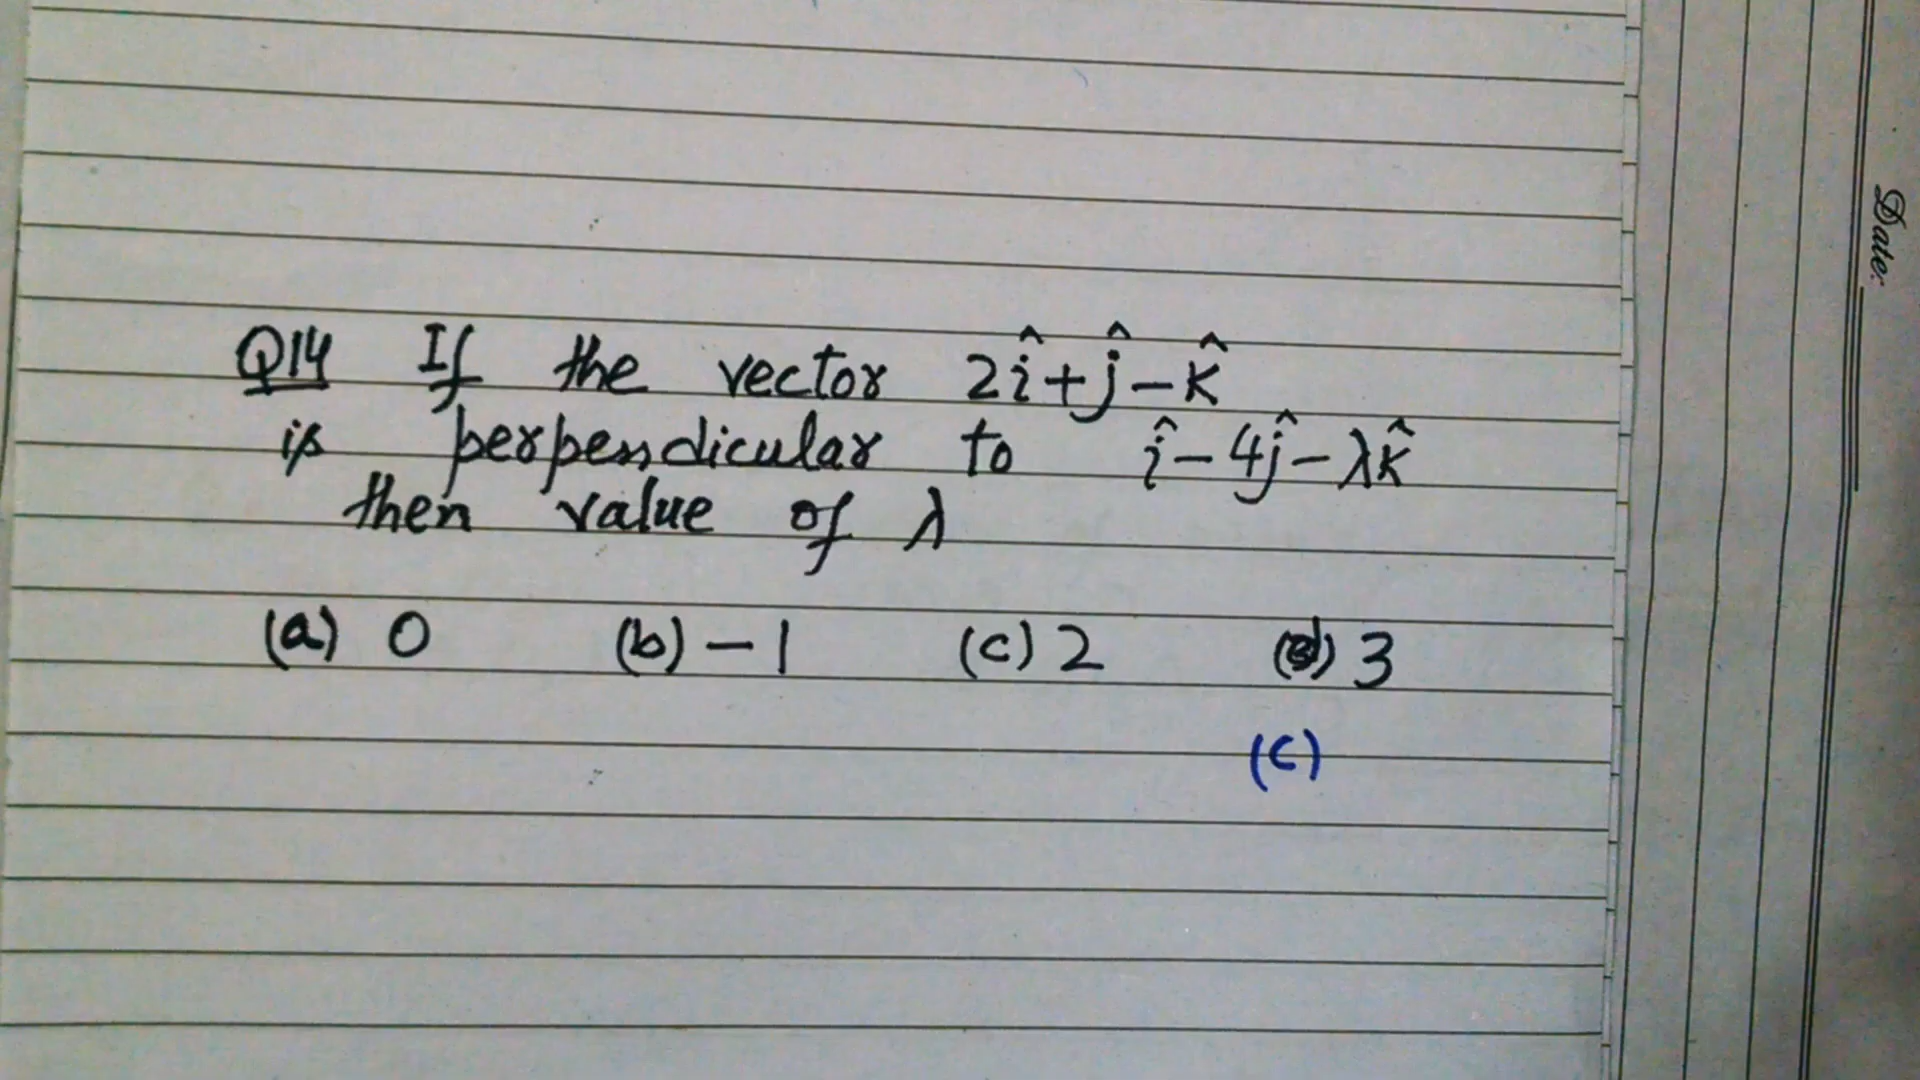 Q14 If the vector 2î+ĵ-k̂
is perpendicular to î-4ĵ-λk̂
then value of λ
(a) 0 (b) -1 (c) 2 (d) 3
(c)
Date: